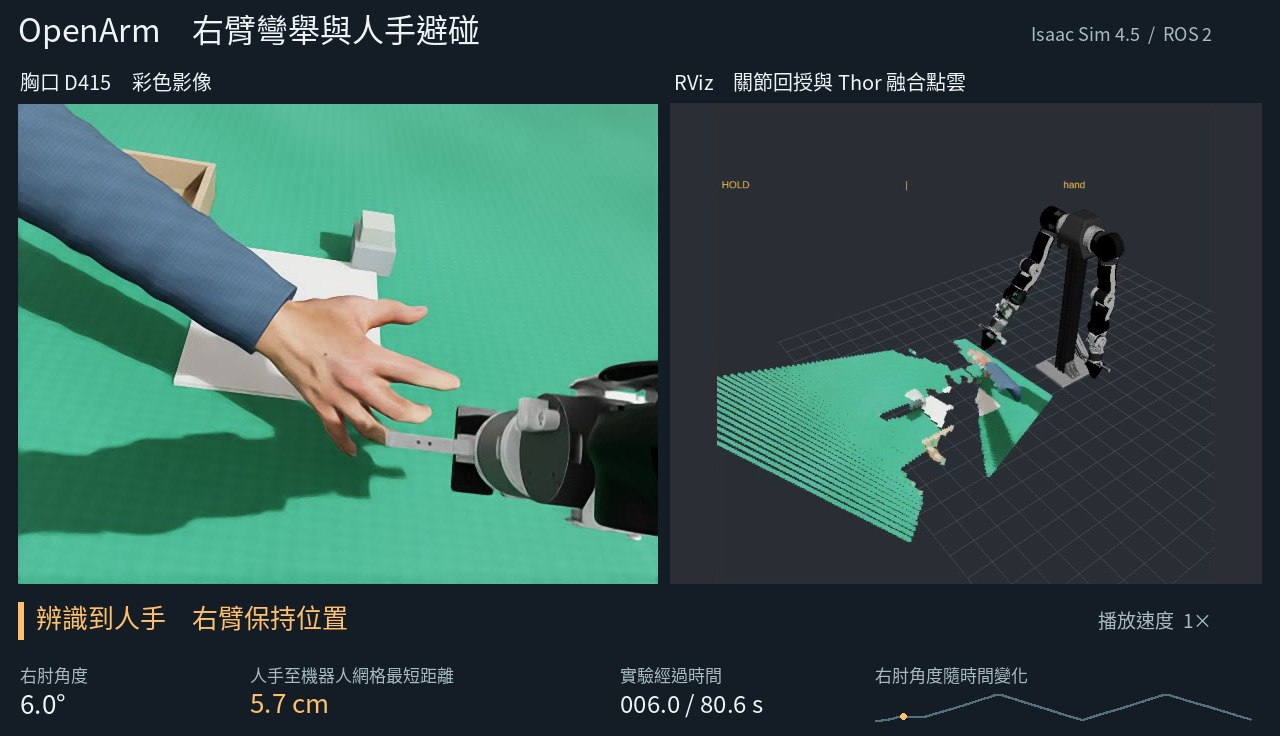 OpenArm 右臂彎舉與人手避碰
Isaac Sim 4.5 / ROS 2
胸口 D415 彩色影像
RViz 關節回授與 Thor 融合點雲
HOLD | hand
辨識到人手 右臂保持位置
播放速度 1×
右肘角度
人手至機器人網格最短距離
實驗經過時間
右肘角度隨時間變化
6.0°
5.7 cm
006.0 / 80.6 s